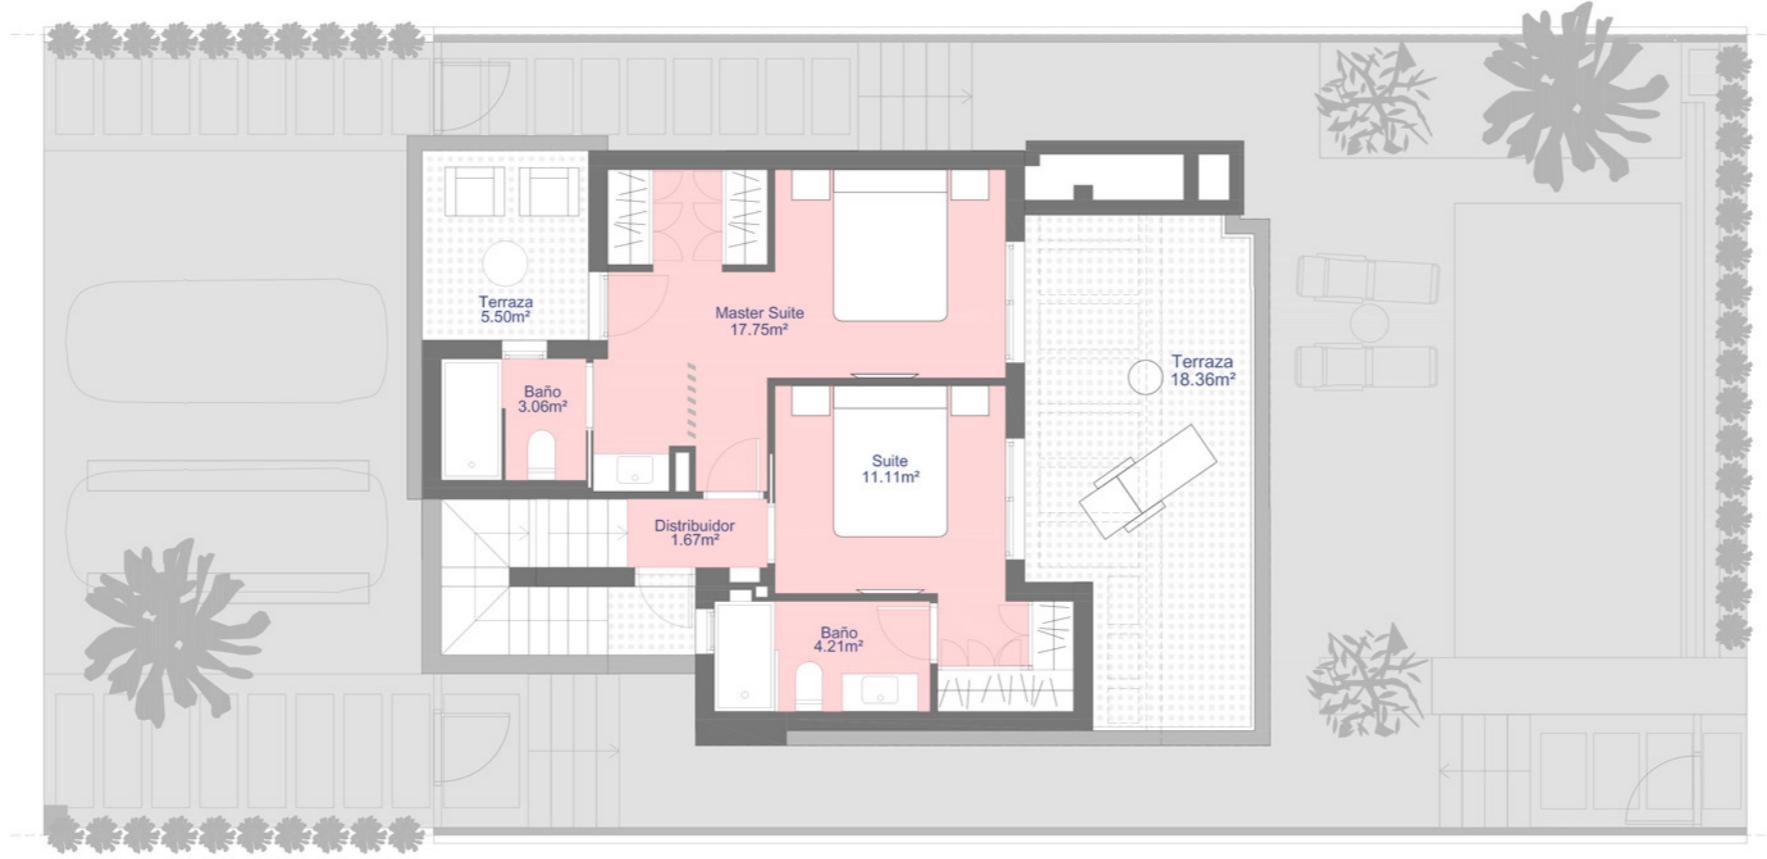 Terraza
5.50m²
Master Suite
17.75m²
Terraza
18.36m²
Baño
3.06m²
Suite
11.11m²
Distribuidor
1.67m²
Baño
4.21m²